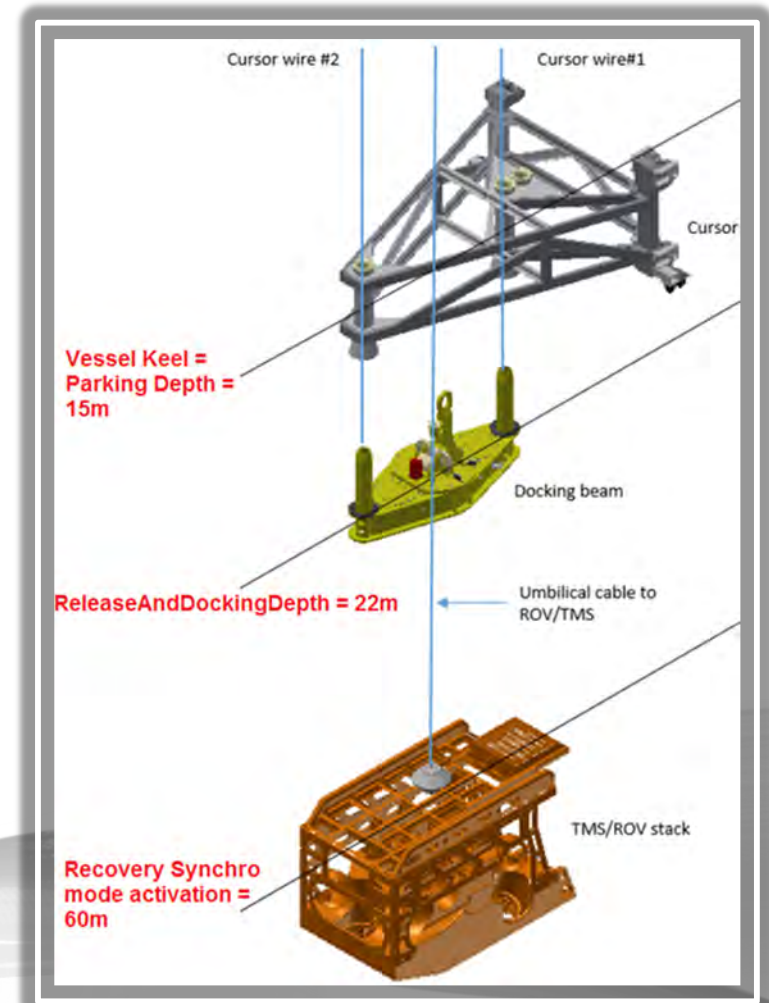 Cursor wire #2
Cursor wire#1
Cursor
Vessel Keel =
Parking Depth =
15m
Docking beam
ReleaseAndDockingDepth = 22m
Umbilical cable to
ROV/TMS
TMS/ROV stack
Recovery Synchro
mode activation =
60m